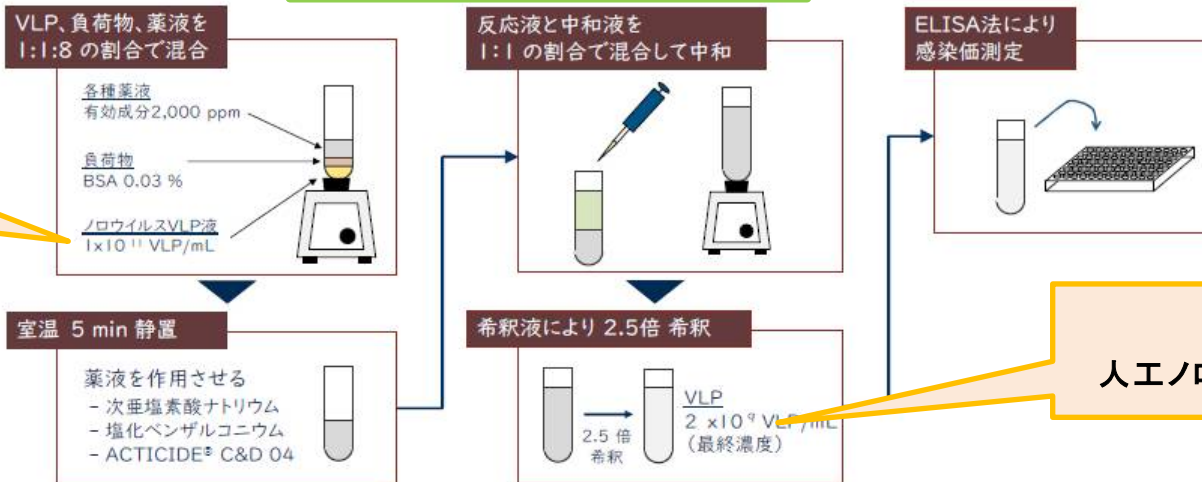 VLP、負荷物、薬液を
1:1:8 の割合で混合
各種薬液
有効成分2,000 ppm
負荷物
BSA 0.03 %
ノロウイルスVLP液
1x10¹¹ VLP/mL
室温 5 min 静置
薬液を作用させる
- 次亜塩素酸ナトリウム
- 塩化ベンザルコニウム
- ACTICIDE® C&D 04
反応液と中和液を
1:1 の割合で混合して中和
希釈液により 2.5倍 希釈
2.5 倍
希釈
VLP
2 x10⁹ VLP/mL
(最終濃度)
ELISA法により
感染価測定
人工ノロ